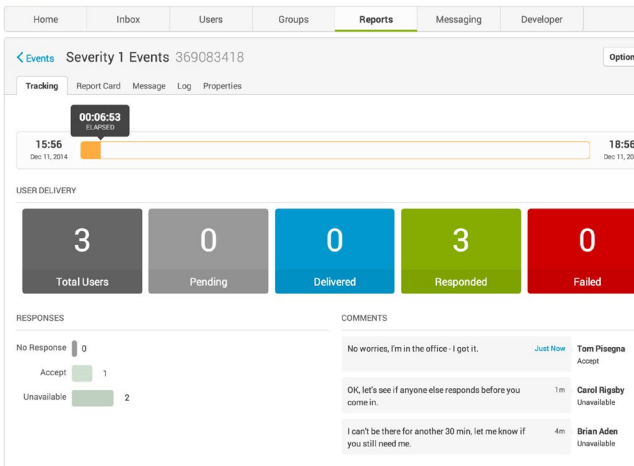 Home Inbox Users Groups Reports Messaging Developer
Events Severity 1 Events 369083418
Option
Tracking Report Card Message Log Properties
00:06:53
ELAPSED
15:56
Dec 11, 2014
18:56
Dec 11, 20
USER DELIVERY
3 0 0 3 0
Total Users Pending Delivered Responded Failed
RESPONSES
No Response 0
Accept 1
Unavailable 2
COMMENTS
No worries, I'm in the office - I got it. Just Now Tom Pisegna
Accept
OK, let's see if anyone else responds before you 1m Carol Rigsby
come in. Unavailable
I can't be there for another 30 min, let me know if 4m Brian Aden
you still need me. Unavailable